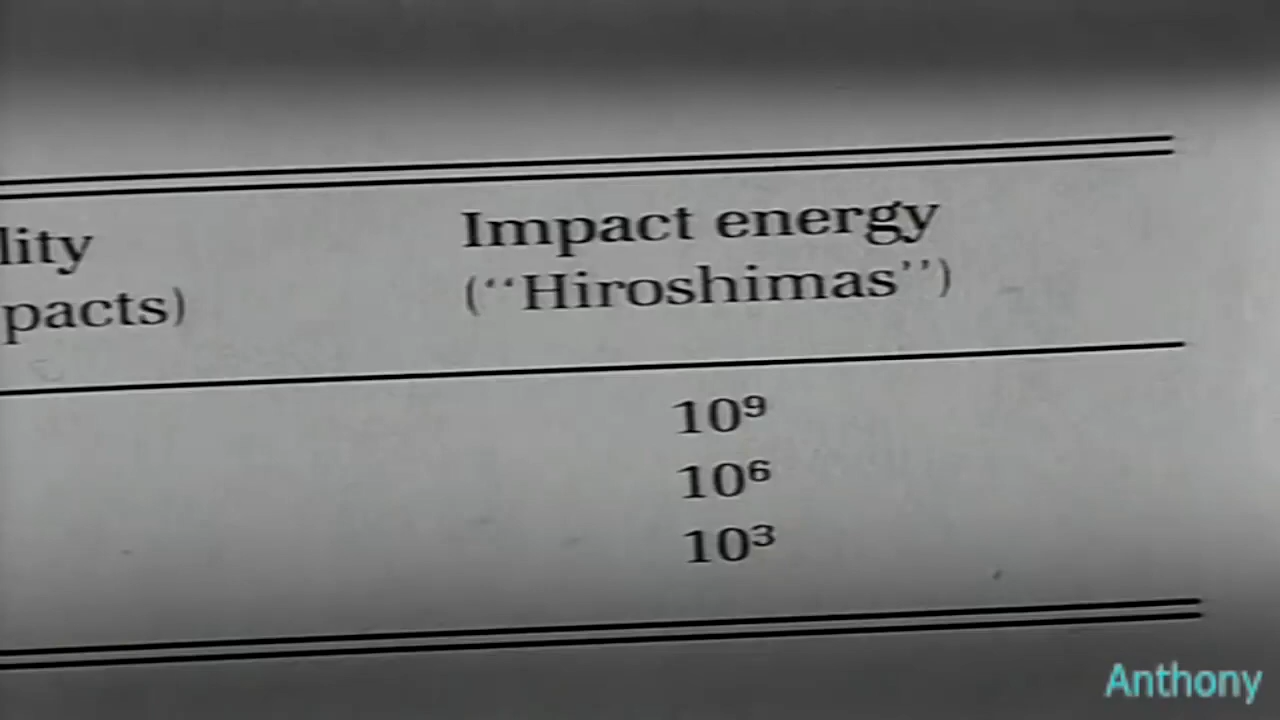 lity
pacts)
Impact energy
(‘‘Hiroshimas’’)
10⁹
10⁶
10³
Anthony